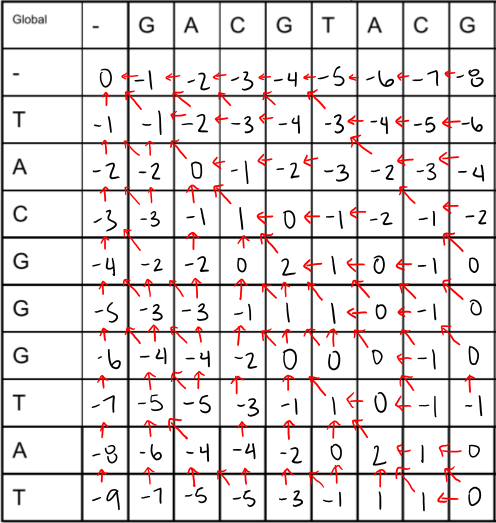 Global - G A C G T A C G
- 0 -1 -2 -3 -4 -5 -6 -7 -8
T -1 -1 -2 -3 -4 -3 -4 -5 -6
A -2 -2 0 -1 -2 -3 -2 -3 -4
C -3 -3 -1 1 0 -1 -2 -1 -2
G -4 -2 -2 0 2 1 0 -1 0
G -5 -3 -3 -1 1 1 0 -1 0
G -6 -4 -4 -2 0 0 0 -1 0
T -7 -5 -5 -3 -1 1 0 -1 -1
A -8 -6 -4 -4 -2 0 2 1 0
T -9 -7 -5 -5 -3 -1 1 1 0